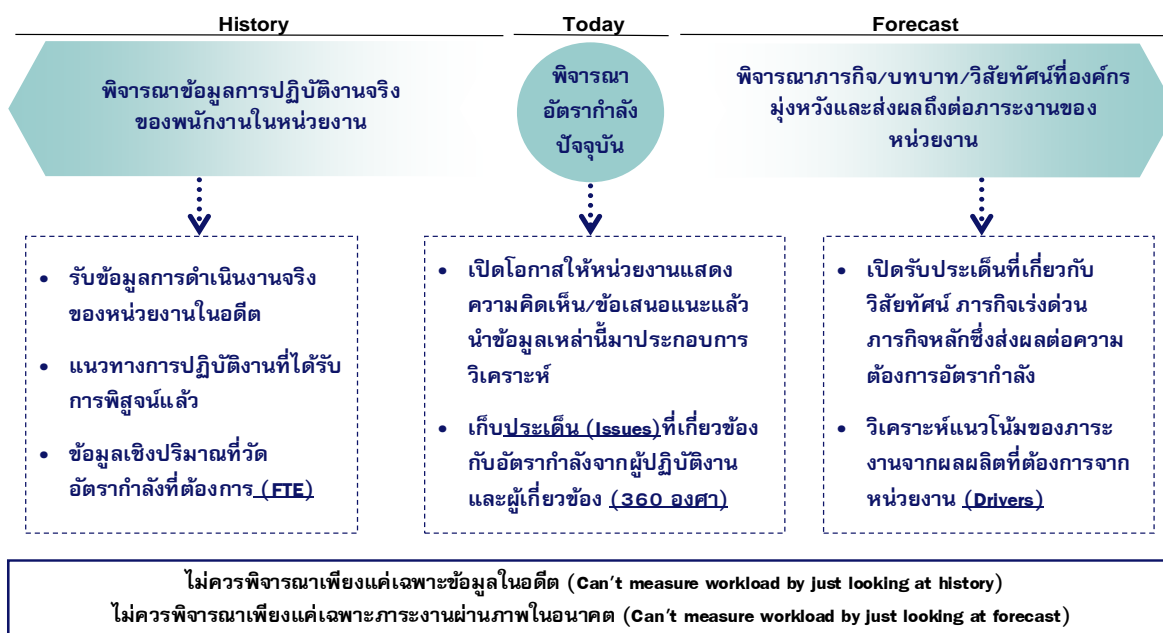 History
Today
Forecast
พิจารณาข้อมูลการปฏิบัติงานจริง
ของพนักงานในหน่วยงาน
พิจารณา
อัตรากำลัง
ปัจจุบัน
พิจารณาภารกิจ/บทบาท/วิสัยทัศน์ที่องค์กร
มุ่งหวังและส่งผลถึงต่อภาระงานของ
หน่วยงาน
• รับข้อมูลการดำเนินงานจริง
ของหน่วยงานในอดีต
• แนวทางการปฏิบัติงานที่ได้รับ
การพิสูจน์แล้ว
• ข้อมูลเชิงปริมาณที่วัด
อัตรากำลังที่ต้องการ (FTE)
• เปิดโอกาสให้หน่วยงานแสดง
ความคิดเห็น/ข้อเสนอแนะแล้ว
นำข้อมูลเหล่านี้มาประกอบการ
วิเคราะห์
• เก็บประเด็น (Issues)ที่เกี่ยวข้อง
กับอัตรากำลังจากผู้ปฏิบัติงาน
และผู้เกี่ยวข้อง (360 องศา)
• เปิดรับประเด็นที่เกี่ยวกับ
วิสัยทัศน์ ภารกิจเร่งด่วน
ภารกิจหลักซึ่งส่งผลต่อความ
ต้องการอัตรากำลัง
• วิเคราะห์แนวโน้มของภาระ
งานจากผลผลิตที่ต้องการจาก
หน่วยงาน (Drivers)
ไม่ควรพิจารณาเพียงแค่เฉพาะข้อมูลในอดีต (Can't measure workload by just looking at history)
ไม่ควรพิจารณาเพียงแค่เฉพาะภาระงานผ่านภาพในอนาคต (Can't measure workload by just looking at forecast)